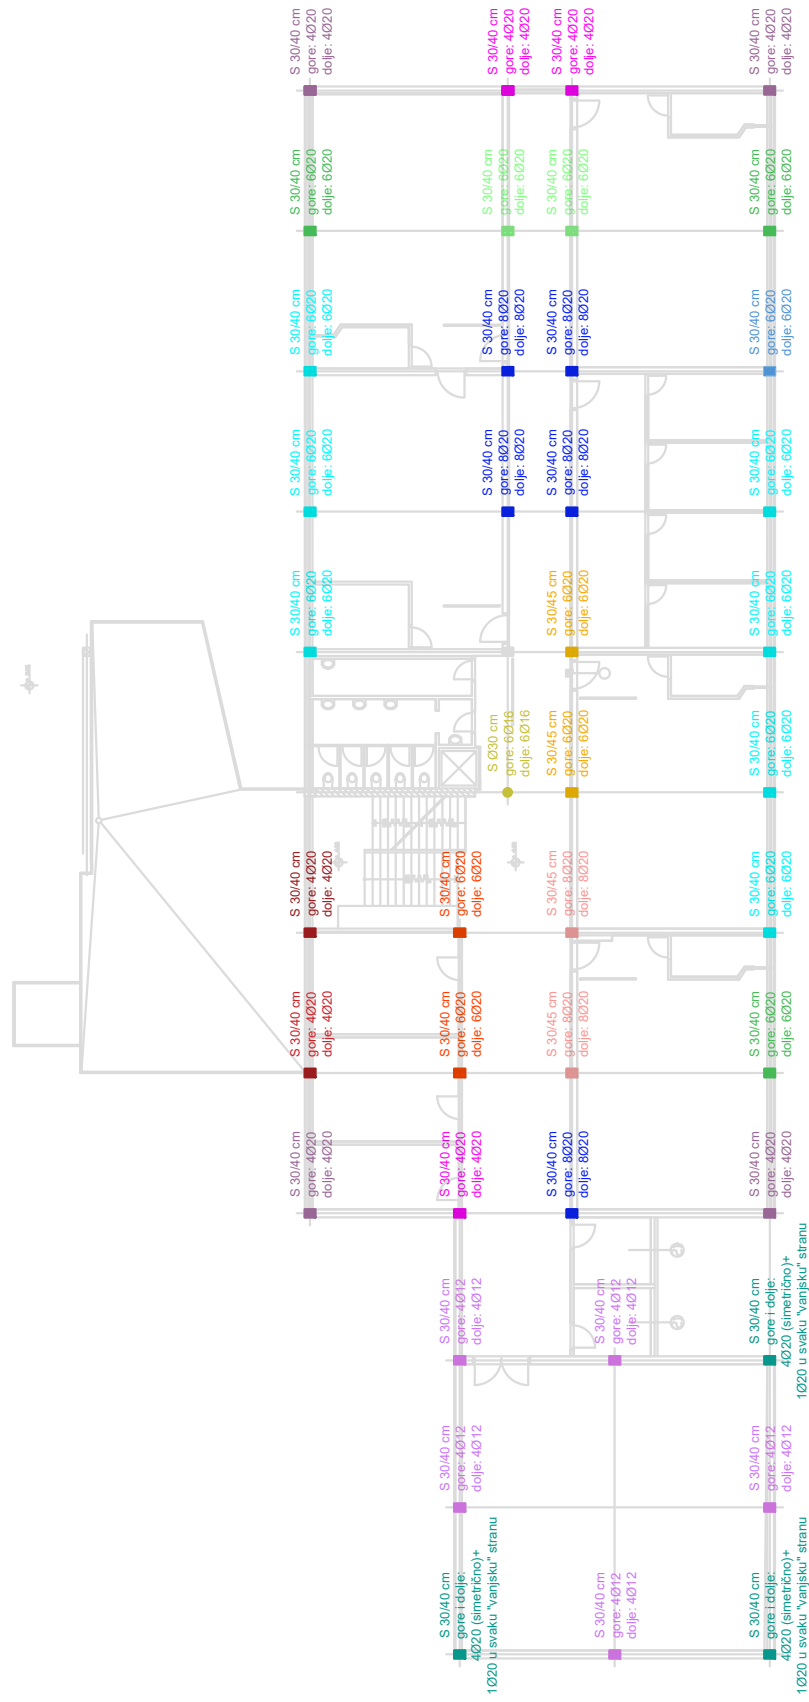 S 30/40 cm
gore: 4Ø20
dolje: 4Ø20
S 30/40 cm
gore: 4Ø20
dolje: 4Ø20
S 30/40 cm
gore: 4Ø20
dolje: 4Ø20
S 30/40 cm
gore: 4Ø20
dolje: 4Ø20
S 30/40 cm
gore: 6Ø20
dolje: 6Ø20
S 30/40 cm
gore: 6Ø20
dolje: 6Ø20
S 30/40 cm
gore: 6Ø20
dolje: 6Ø20
S 30/40 cm
gore: 6Ø20
dolje: 6Ø20
S 30/40 cm
gore: 6Ø20
dolje: 6Ø20
S 30/40 cm
gore: 8Ø20
dolje: 8Ø20
S 30/40 cm
gore: 8Ø20
dolje: 8Ø20
S 30/40 cm
gore: 6Ø20
dolje: 6Ø20
S 30/40 cm
gore: 6Ø20
dolje: 6Ø20
S 30/40 cm
gore: 8Ø20
dolje: 8Ø20
S 30/40 cm
gore: 8Ø20
dolje: 8Ø20
S 30/40 cm
gore: 6Ø20
dolje: 6Ø20
S 30/40 cm
gore: 6Ø20
dolje: 6Ø20
S 30/45 cm
gore: 6Ø20
dolje: 6Ø20
S 30/40 cm
gore: 6Ø20
dolje: 6Ø20
S Ø30 cm
gore: 6Ø16
dolje: 6Ø16
S 30/45 cm
gore: 6Ø20
dolje: 6Ø20
S 30/40 cm
gore: 6Ø20
dolje: 6Ø20
S 30/40 cm
gore: 4Ø20
dolje: 4Ø20
S 30/40 cm
gore: 6Ø20
dolje: 6Ø20
S 30/45 cm
gore: 8Ø20
dolje: 8Ø20
S 30/40 cm
gore: 6Ø20
dolje: 6Ø20
S 30/40 cm
gore: 4Ø20
dolje: 4Ø20
S 30/40 cm
gore: 6Ø20
dolje: 6Ø20
S 30/45 cm
gore: 8Ø20
dolje: 8Ø20
S 30/40 cm
gore: 6Ø20
dolje: 6Ø20
S 30/40 cm
gore: 4Ø20
dolje: 4Ø20
S 30/40 cm
gore: 4Ø20
dolje: 4Ø20
S 30/40 cm
gore: 8Ø20
dolje: 8Ø20
S 30/40 cm
gore: 4Ø20
dolje: 4Ø20
S 30/40 cm
gore: 4Ø12
dolje: 4Ø12
S 30/40 cm
gore: 4Ø12
dolje: 4Ø12
S 30/40 cm
gore i dolje:
4Ø20 (simetrično)+
1Ø20 u svaku "vanjsku" stranu
S 30/40 cm
gore: 4Ø12
dolje: 4Ø12
S 30/40 cm
gore: 4Ø12
dolje: 4Ø12
S 30/40 cm
gore i dolje:
4Ø20 (simetrično)+
1Ø20 u svaku "vanjsku" stranu
S 30/40 cm
gore: 4Ø12
dolje: 4Ø12
S 30/40 cm
gore i dolje:
4Ø20 (simetrično)+
1Ø20 u svaku "vanjsku" stranu